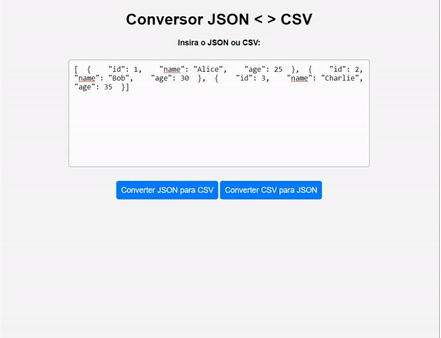 Conversor JSON < > CSV
Insira o JSON ou CSV:
[  {    "id": 1,    "name": "Alice",    "age": 25  },  {    "id": 2,
"name": "Bob",    "age": 30  },  {    "id": 3,    "name": "Charlie",
"age": 35  }]
Converter JSON para CSV
Converter CSV para JSON